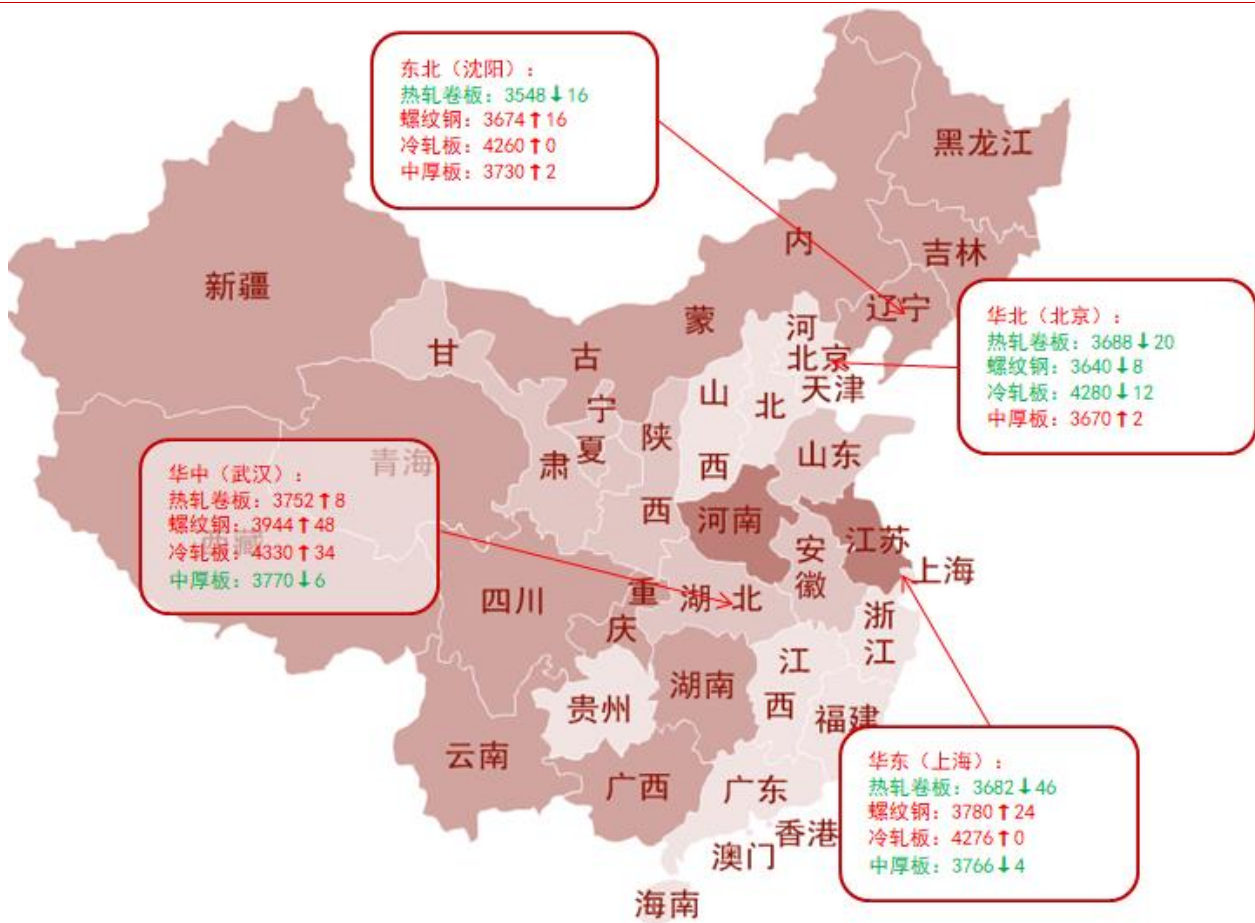 东北（沈阳）：
热轧卷板：3548↓16
螺纹钢：3674↑16
冷轧板：4260↑0
中厚板：3730↑2
黑龙江
吉林
辽宁
内
蒙
古
新疆
甘
肃
宁
夏
华北（北京）：
热轧卷板：3688↓20
螺纹钢：3640↓8
冷轧板：4280↓12
中厚板：3670↑2
河
北
北京
天津
山
西
陕
西
山东
青海
西藏
华中（武汉）：
热轧卷板：3752↑8
螺纹钢：3944↑48
冷轧板：4330↑34
中厚板：3770↓6
河南
安
徽
江苏
上海
四川
重
庆
湖
北
浙
江
湖南
江
西
贵州
福建
云南
广西
广东
华东（上海）：
热轧卷板：3682↓46
螺纹钢：3780↑24
冷轧板：4276↑0
中厚板：3766↓4
香港
澳门
海南